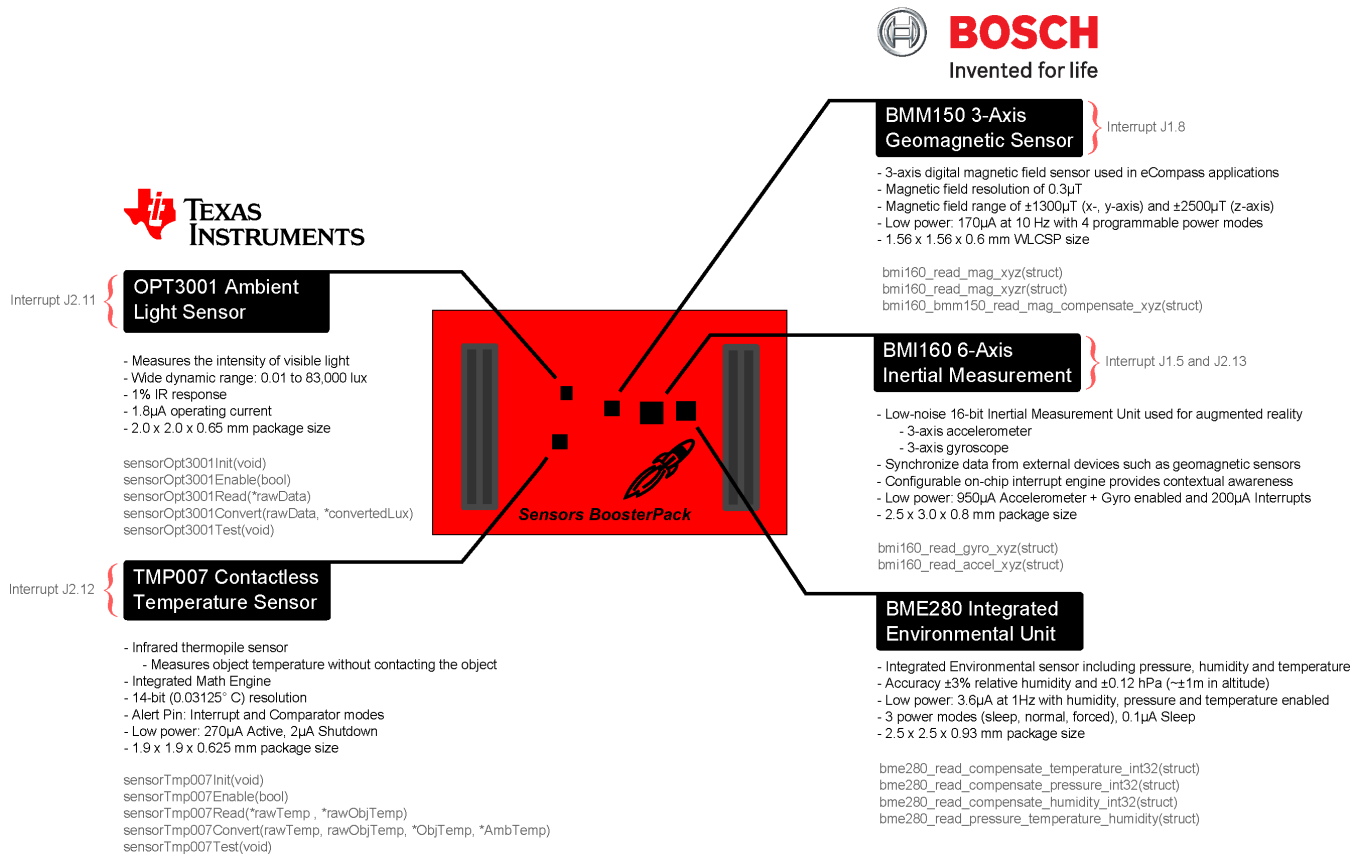 TEXAS
INSTRUMENTS
Interrupt J2.11
OPT3001 Ambient
Light Sensor
- Measures the intensity of visible light
- Wide dynamic range: 0.01 to 83,000 lux
- 1% IR response
- 1.8µA operating current
- 2.0 x 2.0 x 0.65 mm package size
sensorOpt3001Init(void)
sensorOpt3001Enable(bool)
sensorOpt3001Read(*rawData)
sensorOpt3001Convert(rawData, *convertedLux)
sensorOpt3001Test(void)
Interrupt J2.12
TMP007 Contactless
Temperature Sensor
- Infrared thermopile sensor
- Measures object temperature without contacting the object
- Integrated Math Engine
- 14-bit (0.03125° C) resolution
- Alert Pin: Interrupt and Comparator modes
- Low power: 270µA Active, 2µA Shutdown
- 1.9 x 1.9 x 0.625 mm package size
sensorTmp007Init(void)
sensorTmp007Enable(bool)
sensorTmp007Read(*rawTemp , *rawObjTemp)
sensorTmp007Convert(rawTemp, rawObjTemp, *ObjTemp, *AmbTemp)
sensorTmp007Test(void)
Sensors BoosterPack
BOSCH
Invented for life
BMM150 3-Axis
Geomagnetic Sensor
Interrupt J1.8
- 3-axis digital magnetic field sensor used in eCompass applications
- Magnetic field resolution of 0.3µT
- Magnetic field range of ±1300µT (x-, y-axis) and ±2500µT (z-axis)
- Low power: 170µA at 10 Hz with 4 programmable power modes
- 1.56 x 1.56 x 0.6 mm WLCSP size
bmi160_read_mag_xyz(struct)
bmi160_read_mag_xyzr(struct)
bmi160_bmm150_read_mag_compensate_xyz(struct)
BMI160 6-Axis
Inertial Measurement
Interrupt J1.5 and J2.13
- Low-noise 16-bit Inertial Measurement Unit used for augmented reality
- 3-axis accelerometer
- 3-axis gyroscope
- Synchronize data from external devices such as geomagnetic sensors
- Configurable on-chip interrupt engine provides contextual awareness
- Low power: 950µA Accelerometer + Gyro enabled and 200µA Interrupts
- 2.5 x 3.0 x 0.8 mm package size
bmi160_read_gyro_xyz(struct)
bmi160_read_accel_xyz(struct)
BME280 Integrated
Environmental Unit
- Integrated Environmental sensor including pressure, humidity and temperature
- Accuracy ±3% relative humidity and ±0.12 hPa (~±1m in altitude)
- Low power: 3.6µA at 1Hz with humidity, pressure and temperature enabled
- 3 power modes (sleep, normal, forced), 0.1µA Sleep
- 2.5 x 2.5 x 0.93 mm package size
bme280_read_compensate_temperature_int32(struct)
bme280_read_compensate_pressure_int32(struct)
bme280_read_compensate_humidity_int32(struct)
bme280_read_pressure_temperature_humidity(struct)